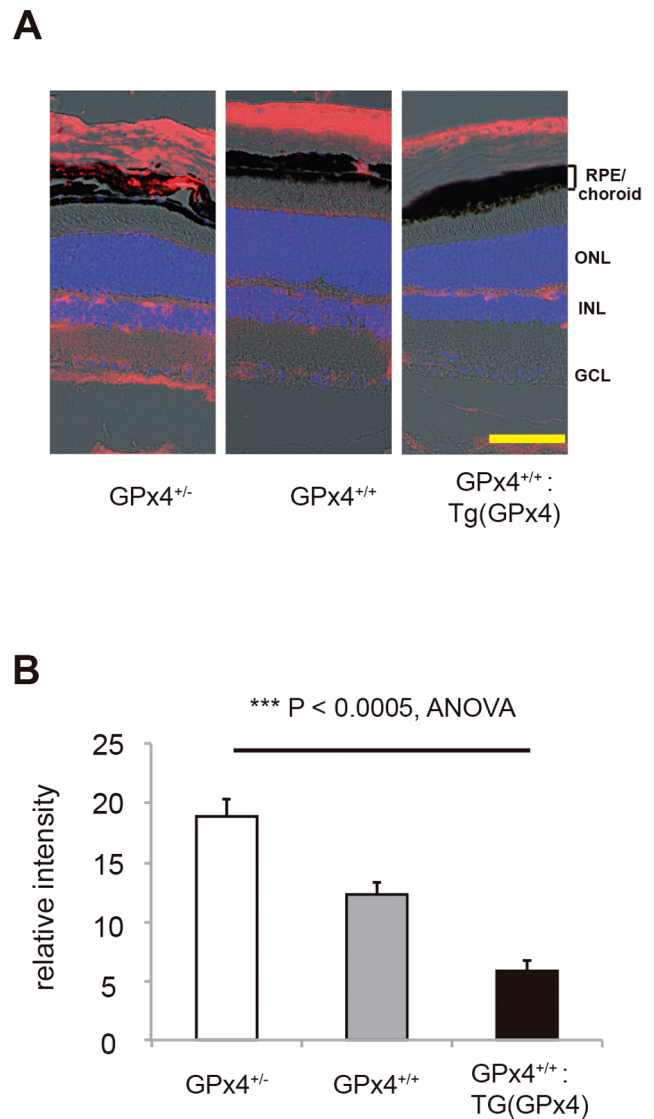 A
RPE/
choroid
ONL
INL
GCL
GPx4+/-
GPx4+/+
GPx4+/+ :
Tg(GPx4)
B
*** P < 0.0005, ANOVA
relative intensity
25
20
15
10
5
0
GPx4+/-
GPx4+/+
GPx4+/+ :
TG(GPx4)